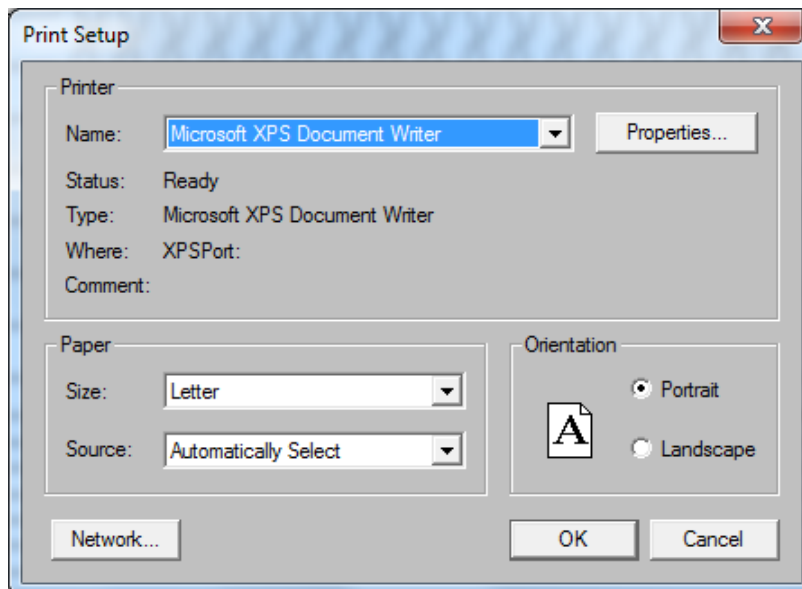 Print Setup
Printer
Name: Microsoft XPS Document Writer Properties...
Status: Ready
Type: Microsoft XPS Document Writer
Where: XPSPort:
Comment:
Paper
Size: Letter
Source: Automatically Select
Orientation
A
Portrait
Landscape
Network... OK Cancel